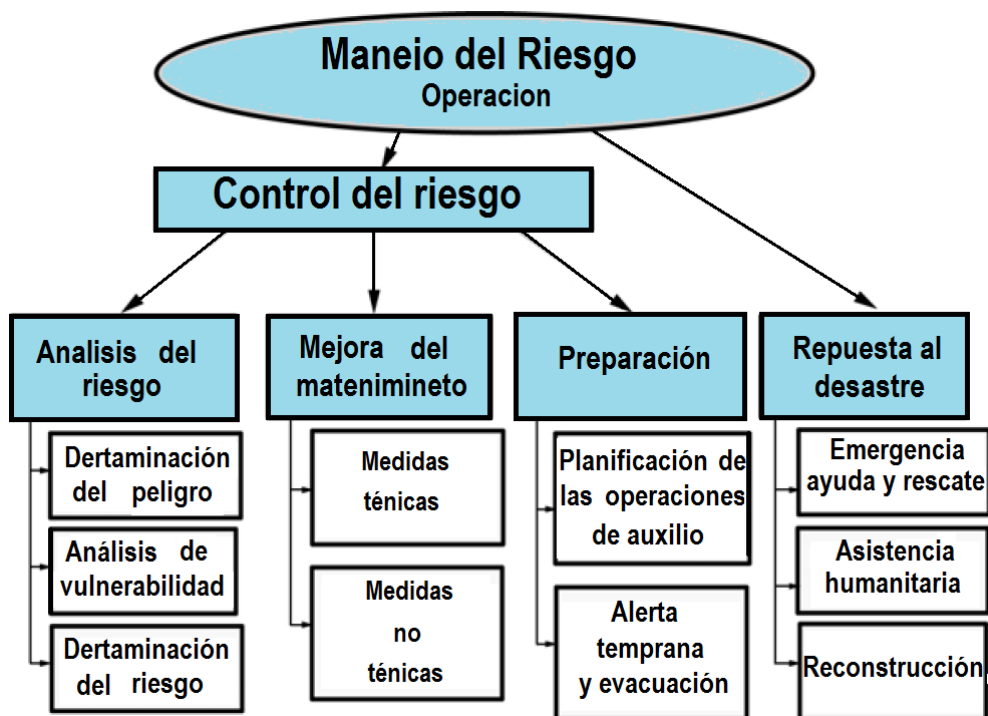 Manejo del Riesgo
Operacion
Control del riesgo
Analisis del
riesgo
Dertaminación
del peligro
Análisis de
vulnerabilidad
Dertaminación
del riesgo
Mejora del
matenimineto
Medidas
ténicas
Medidas
no
ténicas
Preparación
Planificación de
las operaciones
de auxilio
Alerta
temprana
y evacuación
Repuesta al
desastre
Emergencia
ayuda y rescate
Asistencia
humanitaria
Reconstrucción